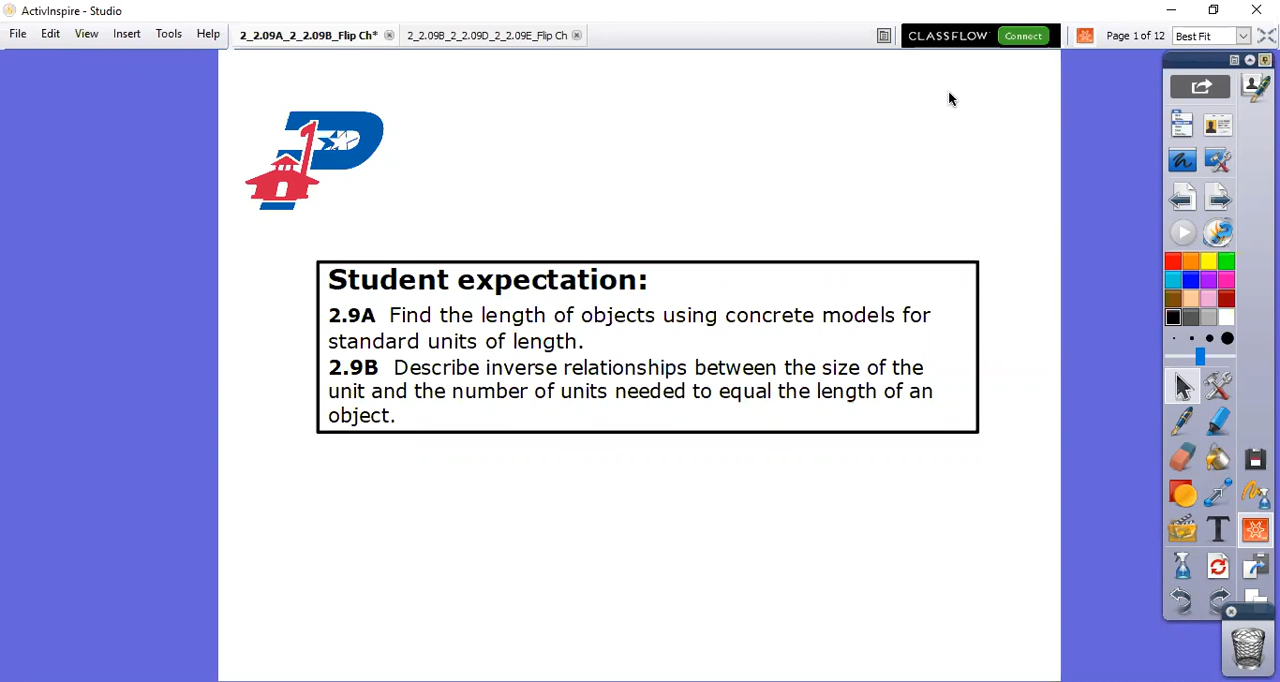 ActivInspire - Studio
File Edit View Insert Tools Help
2_2.09A_2_2.09B_Flip Ch*
2_2.09B_2_2.09D_2_2.09E_Flip Ch
CLASSFLOW Connect
Page 1 of 12
Best Fit
Student expectation:
2.9A Find the length of objects using concrete models for
standard units of length.
2.9B Describe inverse relationships between the size of the
unit and the number of units needed to equal the length of an
object.